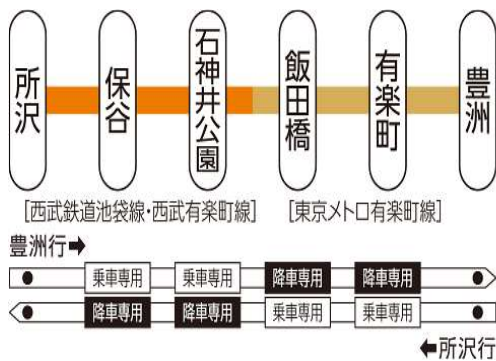 所沢
保谷
石神井公園
飯田橋
有楽町
豊洲
[西武鉄道池袋線・西武有楽町線] [東京メトロ有楽町線]
豊洲行➡
乗車専用 乗車専用 降車専用 降車専用
降車専用 降車専用 乗車専用 乗車専用
⬅所沢行